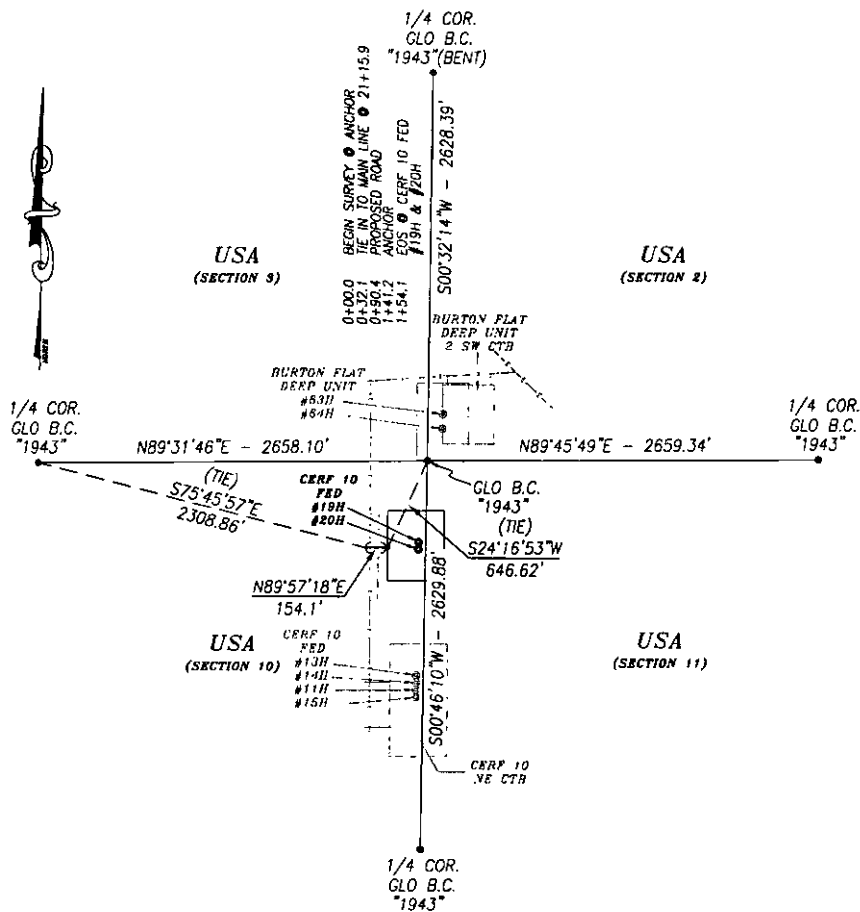 1/4 COR.
GLO B.C.
"1943"(BENT)
0+00.0 BEGIN SURVEY @ ANCHOR
0+32.1 TIE IN TO MAIN LINE @ 21+15.9
0+90.4 PROPOSED ROAD
1+41.2 ANCHOR
1+54.1 EOS @ CERF 10 FED
#19H & #20H
S00°32'14"W - 2628.39'
NORTH
USA
(SECTION 3)
USA
(SECTION 2)
BURTON FLAT
DEEP UNIT
2 SW CTB
BURTON FLAT
DEEP UNIT
#53H
#54H
1/4 COR.
GLO B.C.
"1943"
N89°31'46"E - 2658.10'
N89°45'49"E - 2659.34'
1/4 COR.
GLO B.C.
"1943"
(TIE)
S75°45'57"E
2308.86'
CERF 10
FED
#19H
#20H
GLO B.C.
"1943"
(TIE)
S24°16'53"W
646.62'
N89°57'18"E
154.1'
S00°46'10"W - 2629.88'
USA
(SECTION 10)
CERF 10
FED
#13H
#14H
#11H
#15H
USA
(SECTION 11)
CERF 10
NE CTB
1/4 COR.
GLO B.C.
"1943"